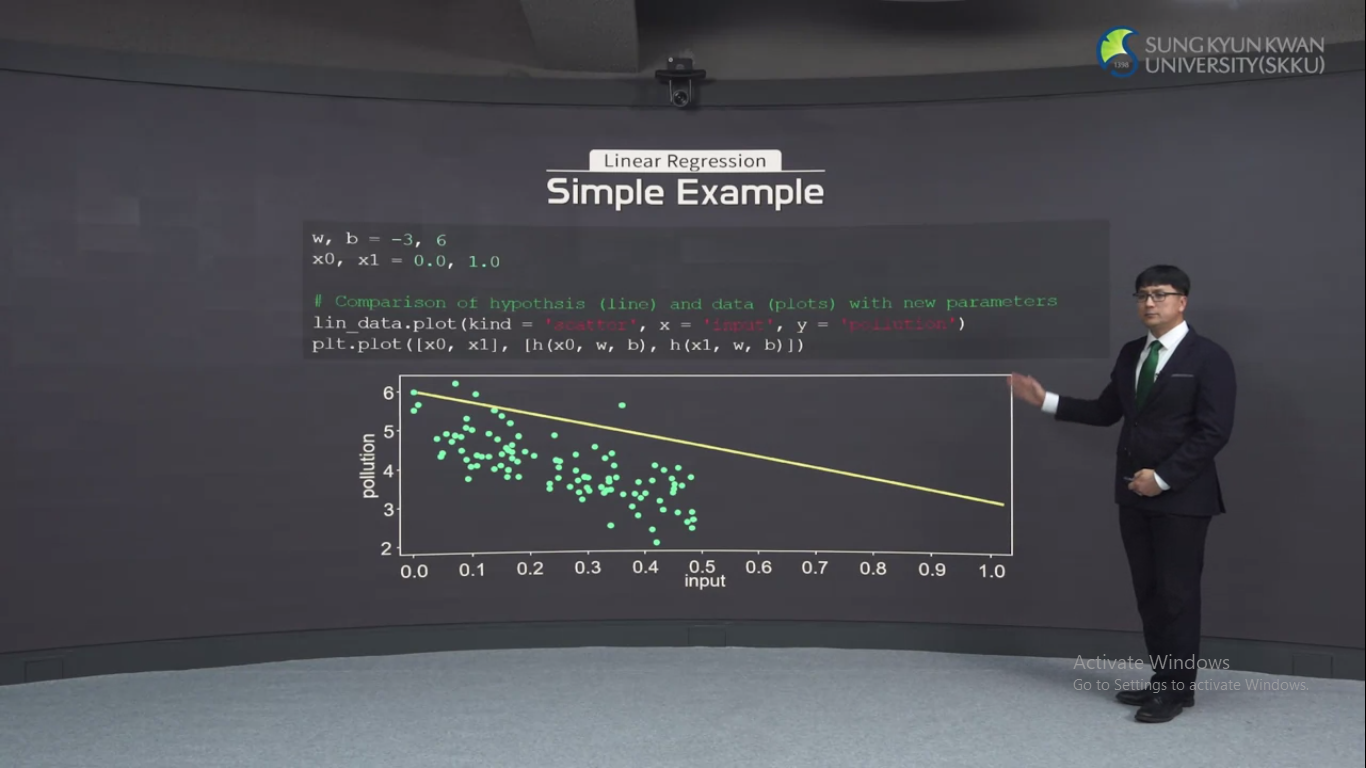 SUNGKYUNKWAN
UNIVERSITY(SKKU)
1398
Linear Regression
Simple Example
w, b = -3, 6
x0, x1 = 0.0, 1.0
# Comparison of hypothsis (line) and data (plots) with new parameters
lin_data.plot(kind = 'scatter', x = 'input', y = 'pollution')
plt.plot([x0, x1], [h(x0, w, b), h(x1, w, b)])
6
5
4
3
2
pollution
0.0 0.1 0.2 0.3 0.4 0.5 0.6 0.7 0.8 0.9 1.0
input
Activate Windows
Go to Settings to activate Windows.